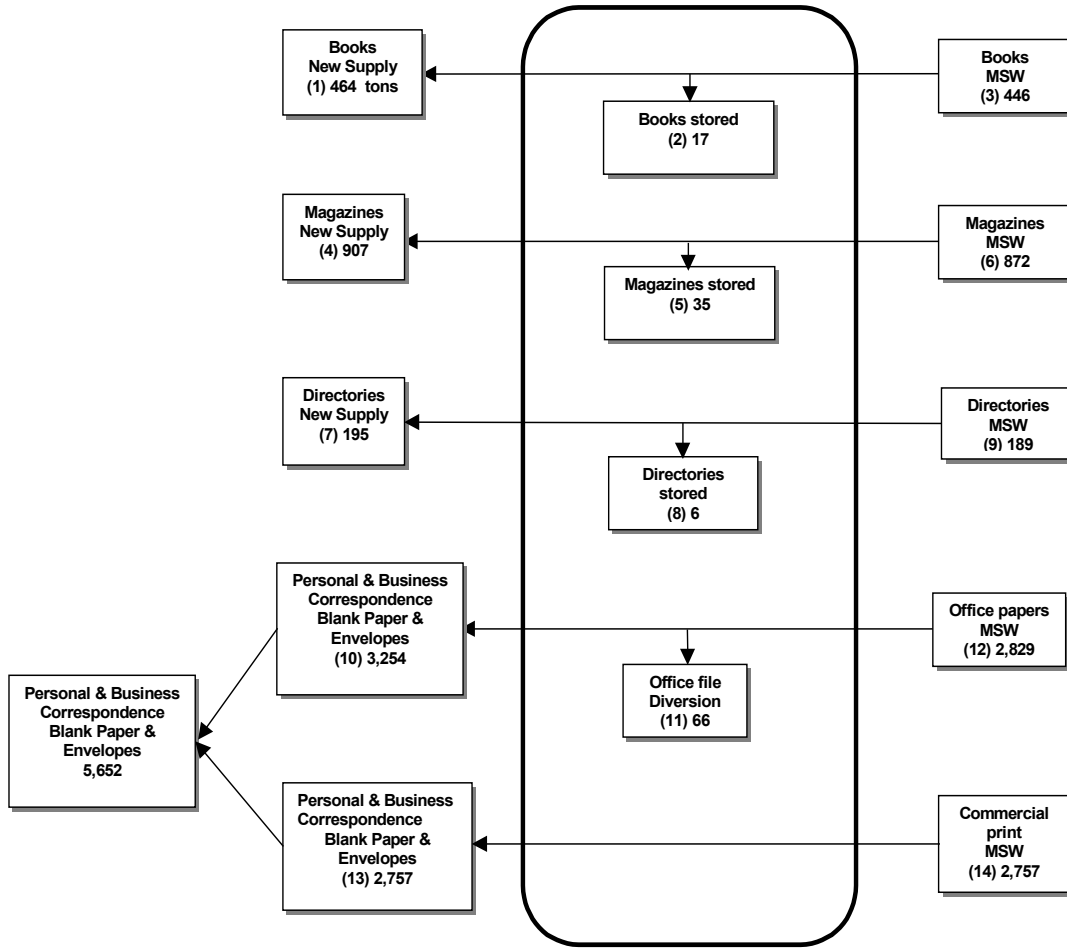 Books
New Supply
(1) 464 tons
Books stored
(2) 17
Books
MSW
(3) 446
Magazines
New Supply
(4) 907
Magazines stored
(5) 35
Magazines
MSW
(6) 872
Directories
New Supply
(7) 195
Directories
stored
(8) 6
Directories
MSW
(9) 189
Personal & Business
Correspondence
Blank Paper &
Envelopes
5,652
Personal & Business
Correspondence
Blank Paper &
Envelopes
(10) 3,254
Office file
Diversion
(11) 66
Office papers
MSW
(12) 2,829
Personal & Business
Correspondence
Blank Paper &
Envelopes
(13) 2,757
Commercial
print
MSW
(14) 2,757